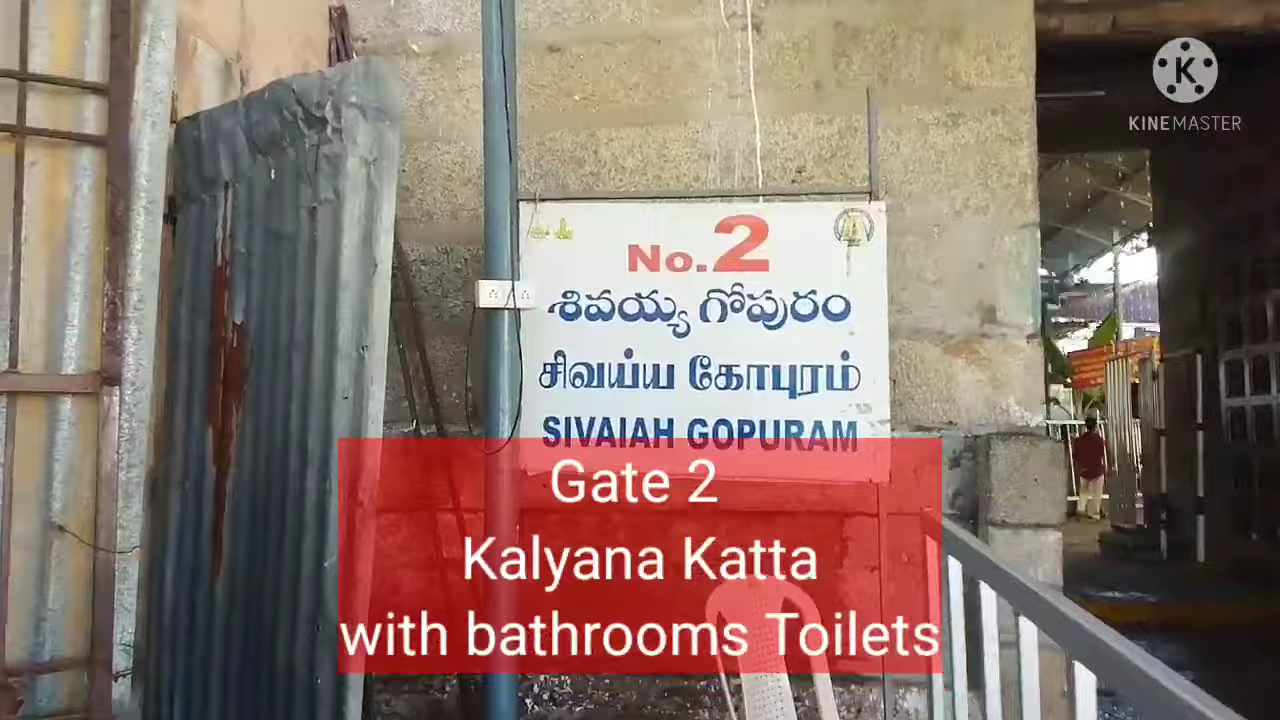 KINEMASTER
No.2
శివయ్య గోపురం
சிவய்ய கோபுரம்
SIVAIAH GOPURAM
Gate 2
Kalyana Katta
with bathrooms Toilets